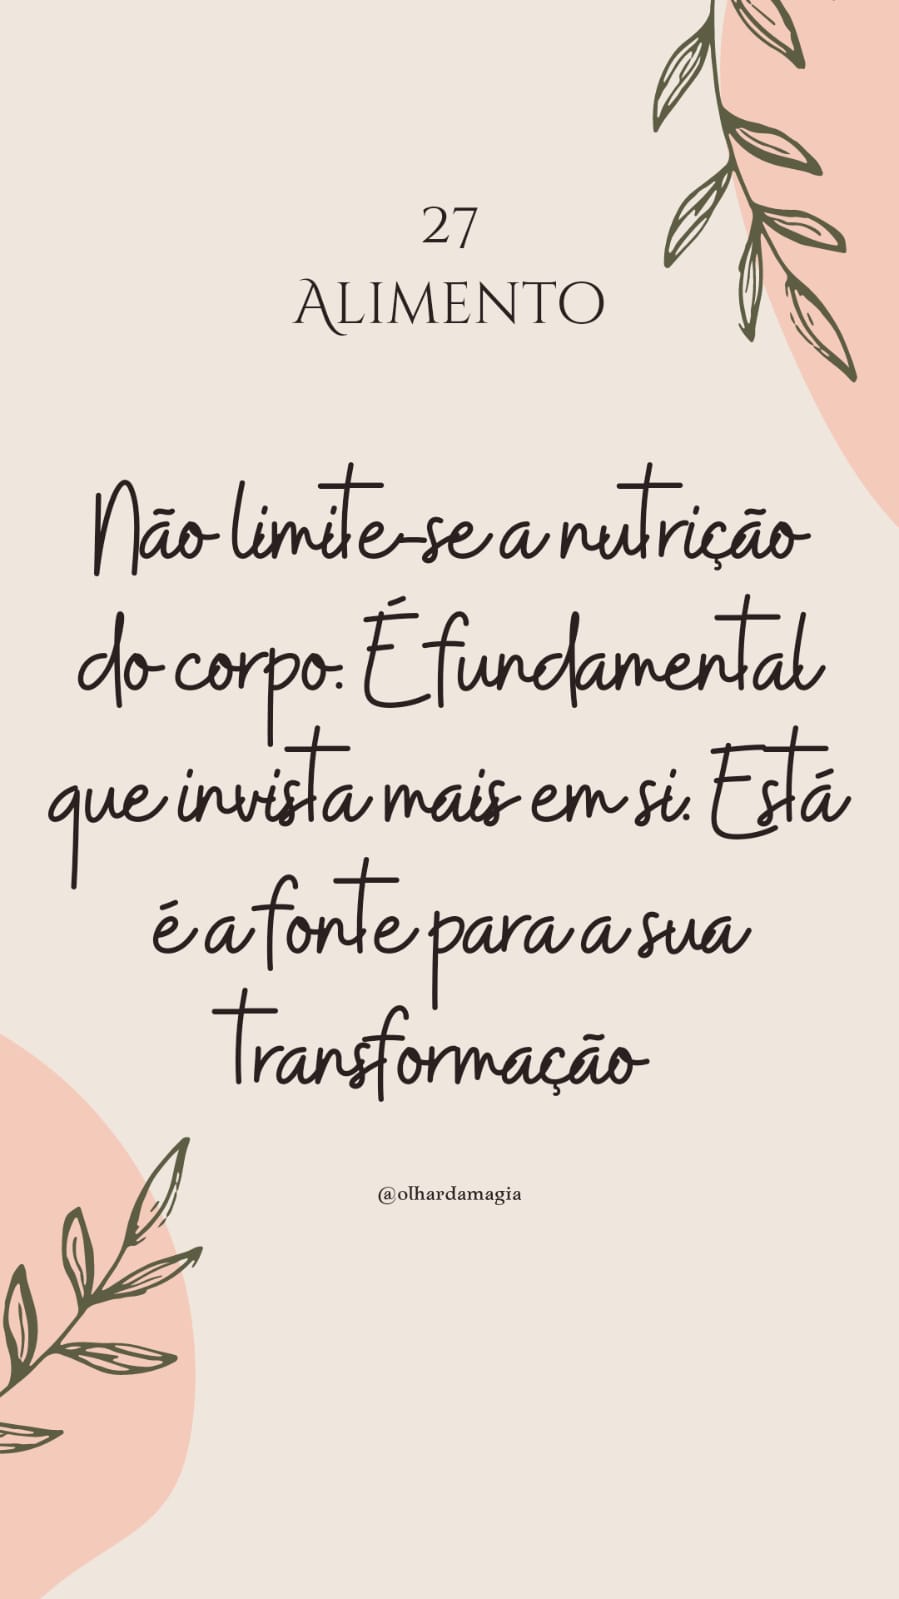 27
Alimento
Não limite-se a nutrição
do corpo. É fundamental
que invista mais em si. Está
é a fonte para a sua
transformação
@olhardamagia